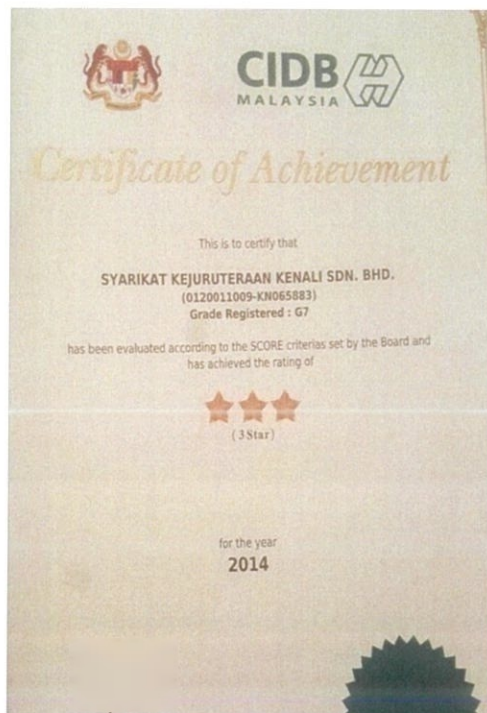 CIDB
MALAYSIA
Certificate of Achievement
This is to certify that
SYARIKAT KEJURUTERAAN KENALI SDN. BHD.
(0120011009-KN065883)
Grade Registered : G7
has been evaluated according to the SCORE criterias set by the Board and
has achieved the rating of
(3 Star)
for the year
2014